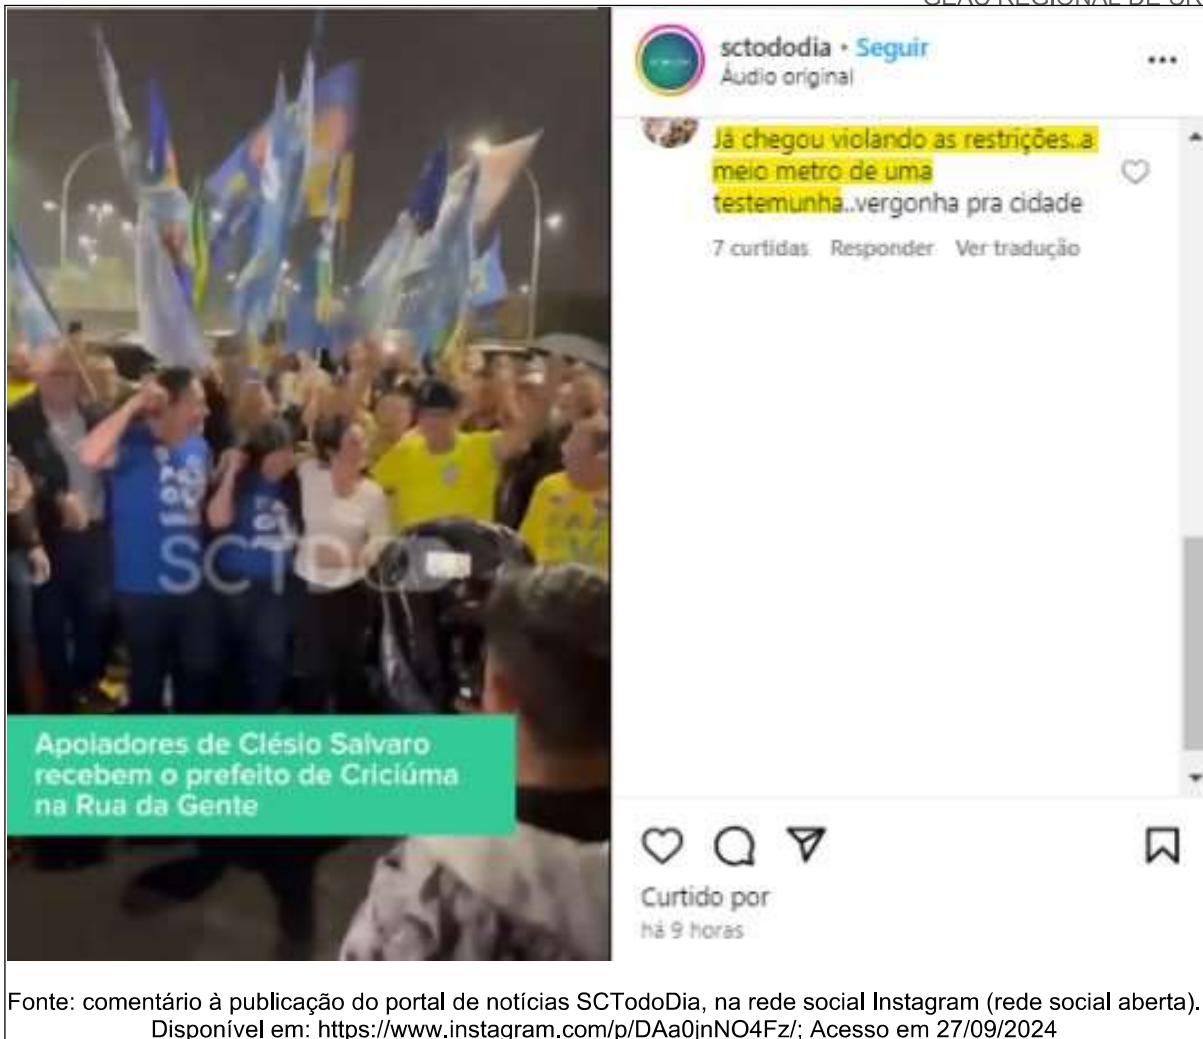 sctododia • Seguir
Áudio original
Já chegou violando as restrições..a
meio metro de uma
testemunha..vergonha pra cidade
7 curtidas Responder Ver tradução
SCTODO
Apoiadores de Clésio Salvaro
recebem o prefeito de Criciúma
na Rua da Gente
Curtido por
há 9 horas
Fonte: comentário à publicação do portal de notícias SCTodoDia, na rede social Instagram (rede social aberta).
Disponível em: https://www.instagram.com/p/DAa0jnNO4Fz/; Acesso em 27/09/2024